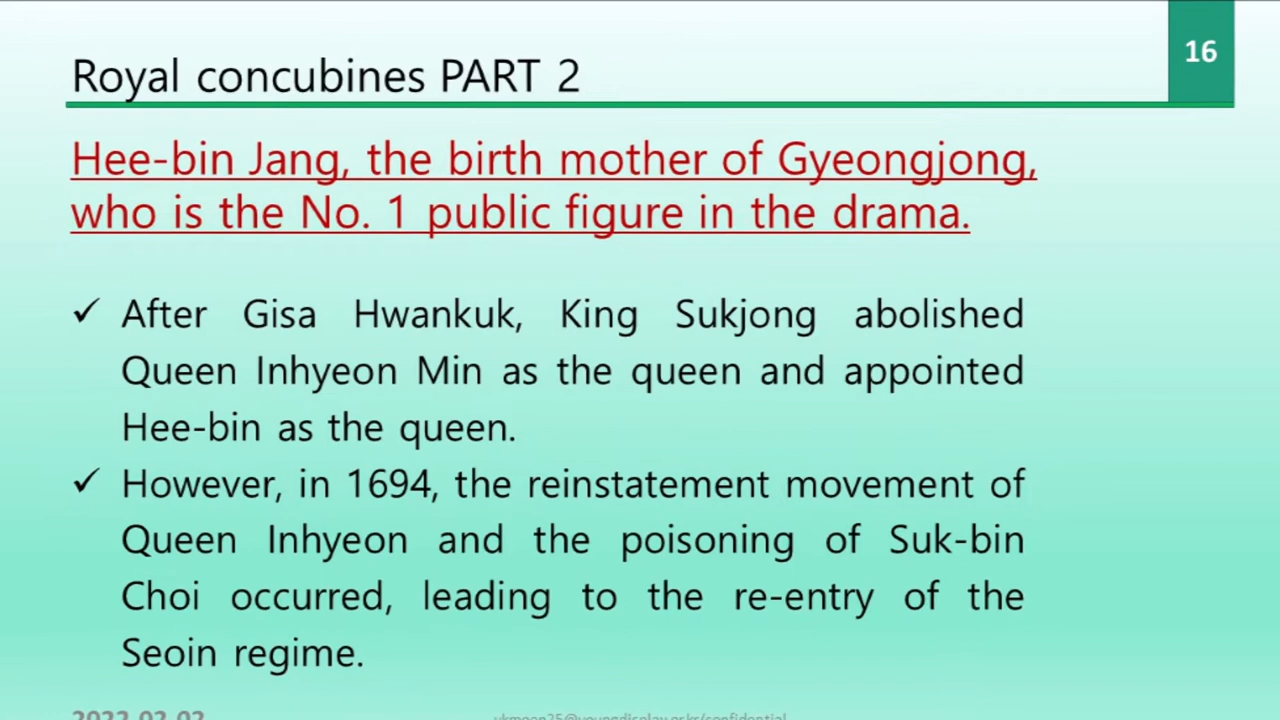 16
Royal concubines PART 2
Hee-bin Jang, the birth mother of Gyeongjong,
who is the No. 1 public figure in the drama.
✓ After Gisa Hwankuk, King Sukjong abolished
Queen Inhyeon Min as the queen and appointed
Hee-bin as the queen.
✓ However, in 1694, the reinstatement movement of
Queen Inhyeon and the poisoning of Suk-bin
Choi occurred, leading to the re-entry of the
Seoin regime.
2022-02-02